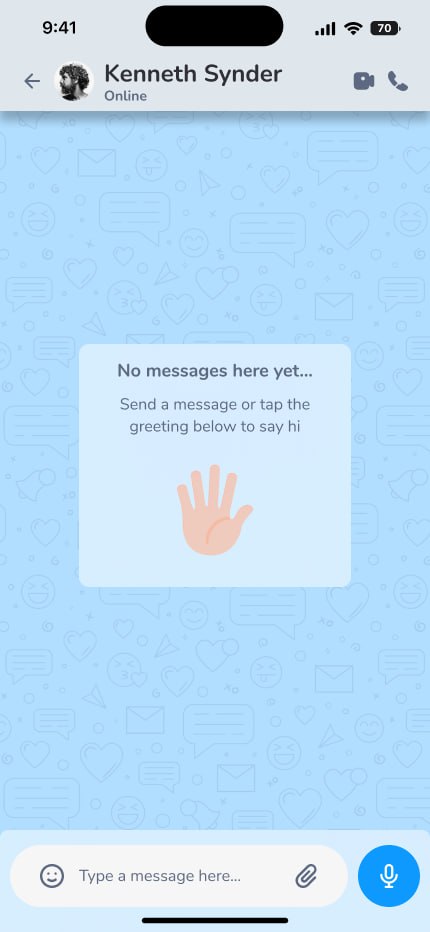 9:41
70
Kenneth Synder
Online
No messages here yet...
Send a message or tap the
greeting below to say hi
Type a message here...